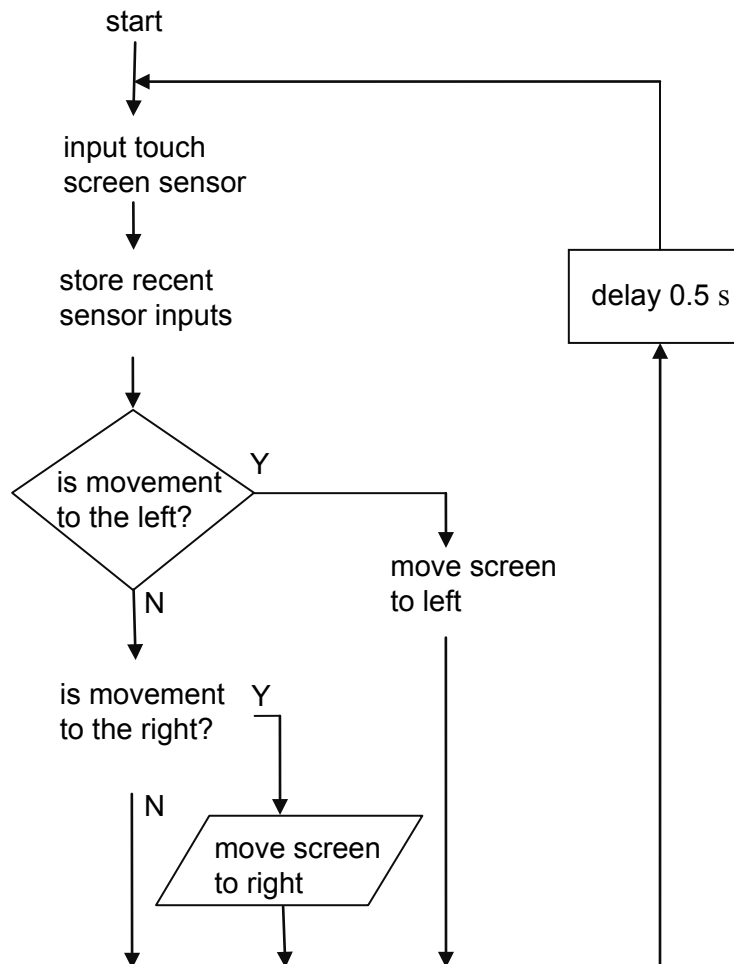 start
input touch
screen sensor
store recent
sensor inputs
delay 0.5 s
Y
is movement
to the left?
move screen
to left
N
is movement
to the right?
Y
N
move screen
to right